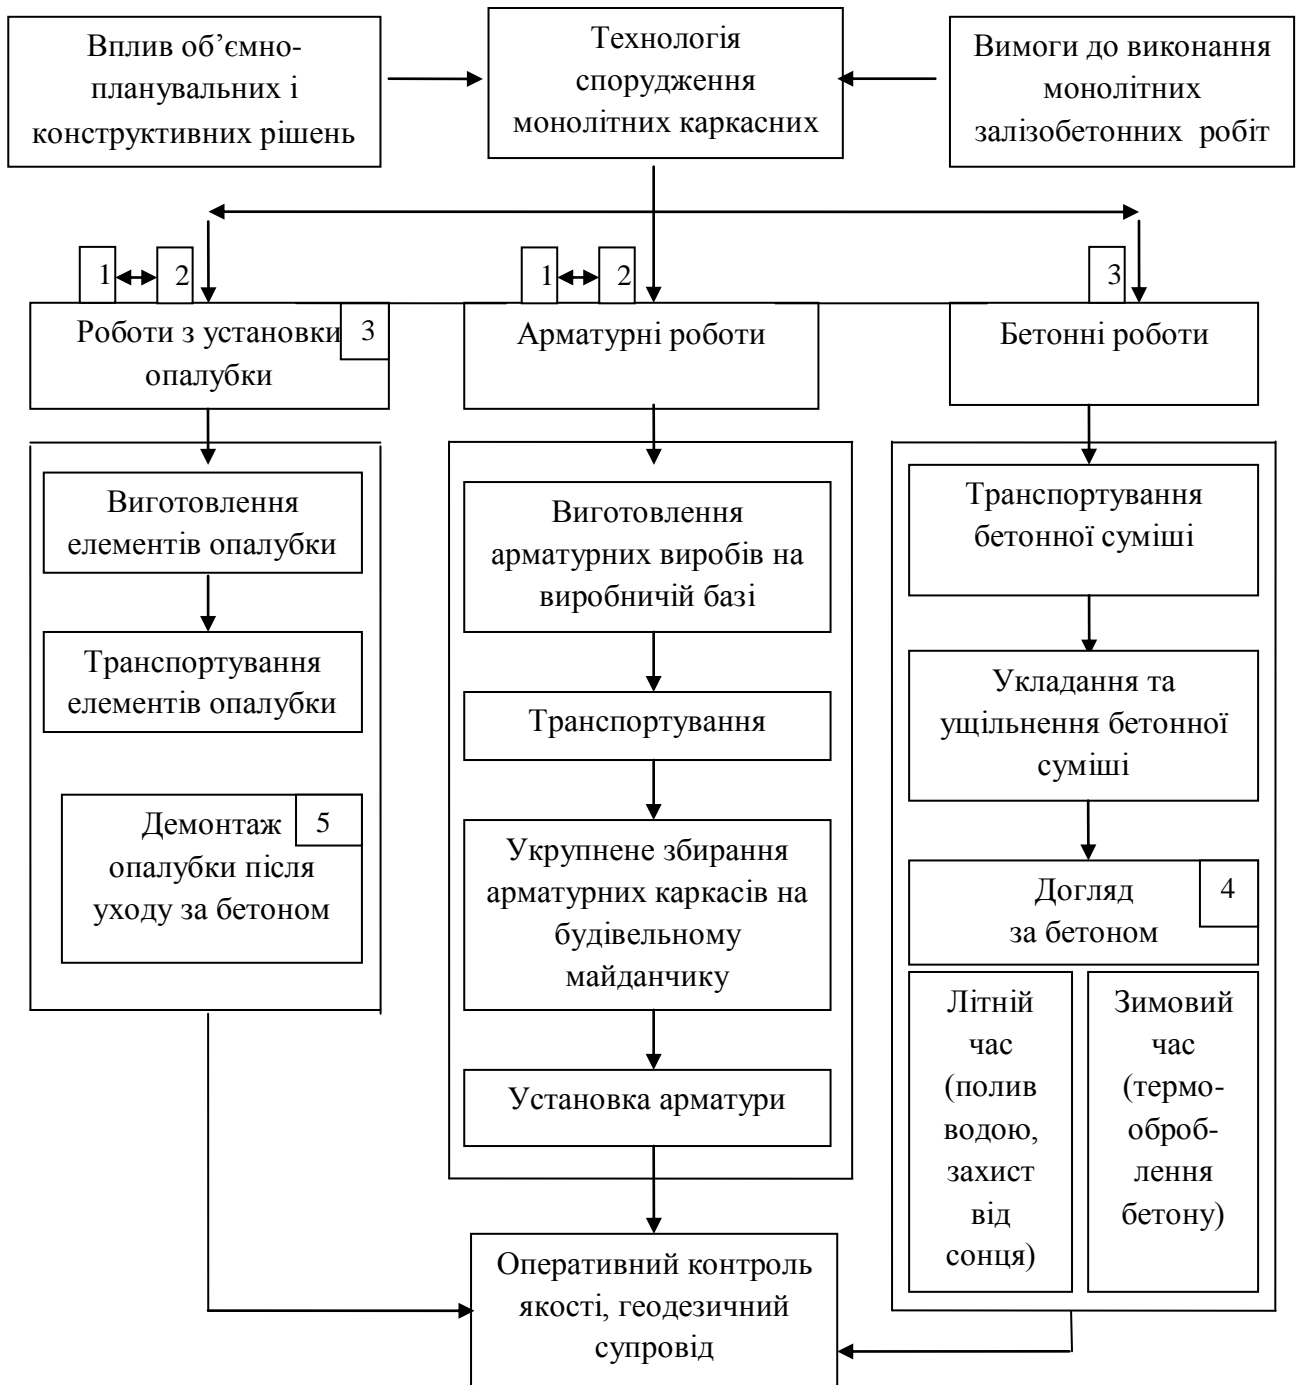 Вплив об’ємно-
планувальних і
конструктивних рішень
Технологія
спорудження
монолітних каркасних
Вимоги до виконання
монолітних
залізобетонних робіт
1
2
1
2
3
Роботи з установки
опалубки
3
Арматурні роботи
Бетонні роботи
Виготовлення
елементів опалубки
Транспортування
елементів опалубки
Демонтаж
опалубки після
уходу за бетоном
5
Виготовлення
арматурних виробів на
виробничій базі
Транспортування
Укрупнене збирання
арматурних каркасів на
будівельному
майданчику
Установка арматури
Транспортування
бетонної суміші
Укладання та
ущільнення бетонної
суміші
Догляд
за бетоном
4
Літній
час
(полив
водою,
захист
від
сонця)
Зимовий
час
(термо-
оброб-
лення
бетону)
Оперативний контроль
якості, геодезичний
супровід